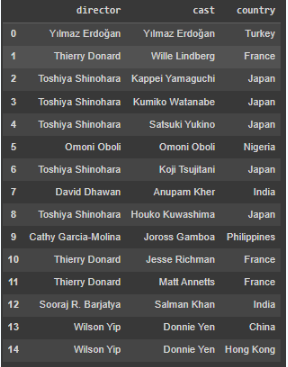 director cast country
0 Yılmaz Erdoğan Yılmaz Erdoğan Turkey
1 Thierry Donard Wille Lindberg France
2 Toshiya Shinohara Kappei Yamaguchi Japan
3 Toshiya Shinohara Kumiko Watanabe Japan
4 Toshiya Shinohara Satsuki Yukino Japan
5 Omoni Oboli Omoni Oboli Nigeria
6 Toshiya Shinohara Koji Tsujitani Japan
7 David Dhawan Anupam Kher India
8 Toshiya Shinohara Houko Kuwashima Japan
9 Cathy Garcia-Molina Joross Gamboa Philippines
10 Thierry Donard Jesse Richman France
11 Thierry Donard Matt Annetts France
12 Sooraj R. Barjatya Salman Khan India
13 Wilson Yip Donnie Yen China
14 Wilson Yip Donnie Yen Hong Kong